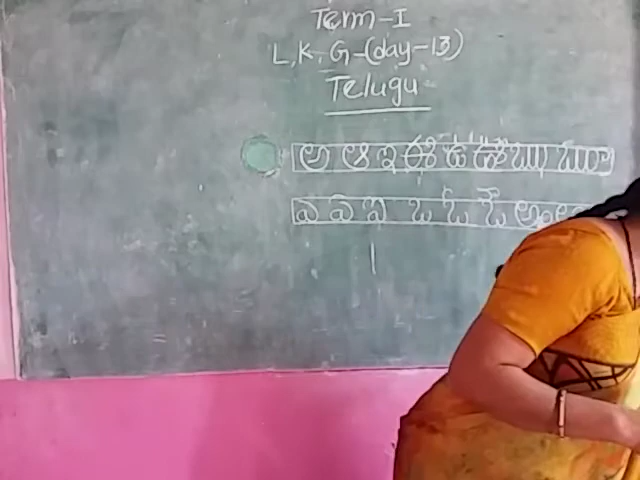 Term-I
L.K.G-(day-13)
Telugu
అ ఆ ఇ ఈ ఉ ఊ ఋ ౠ
ఎ ఏ ఐ ఒ ఓ ఔ అం